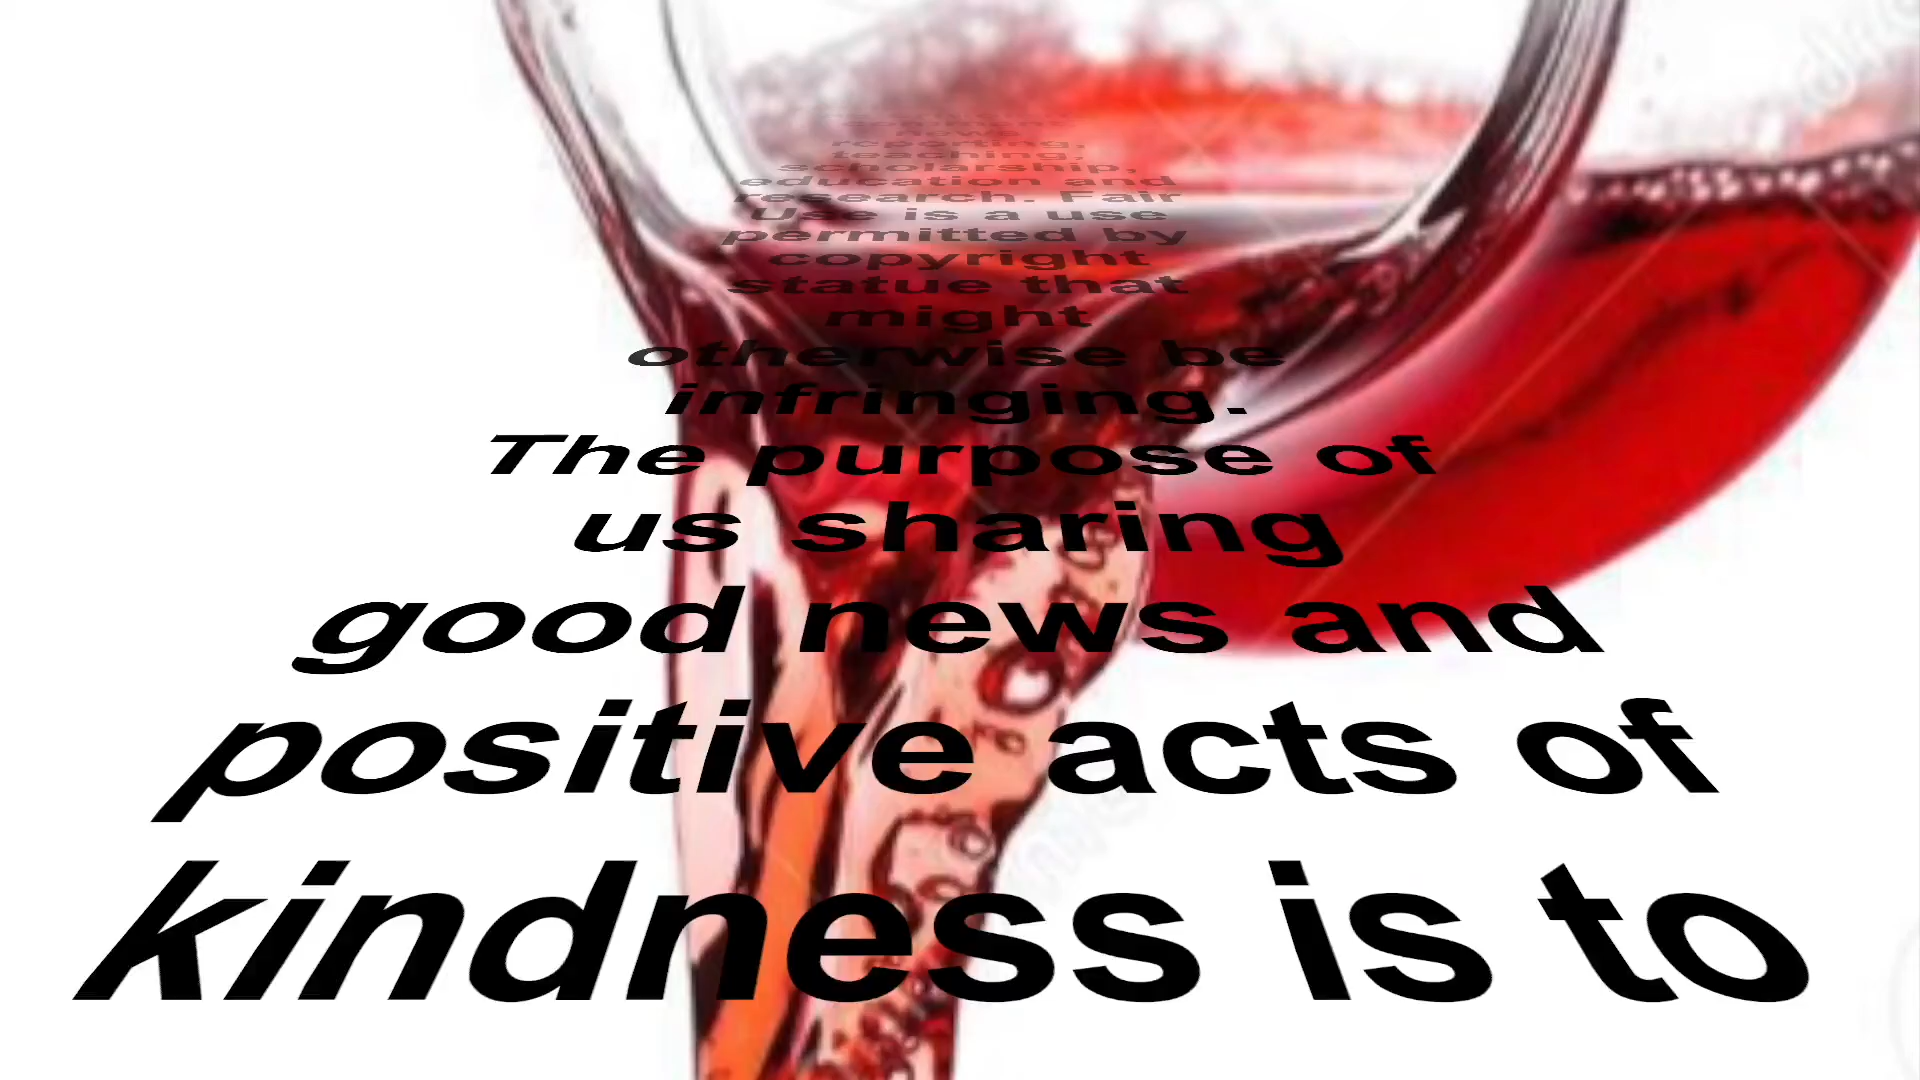 news
reporting,
teaching,
scholarship,
education and
research. Fair
Use is a use
permitted by
copyright
statue that
might
otherwise be
infringing.
The purpose of
us sharing
good news and
positive acts of
kindness is to